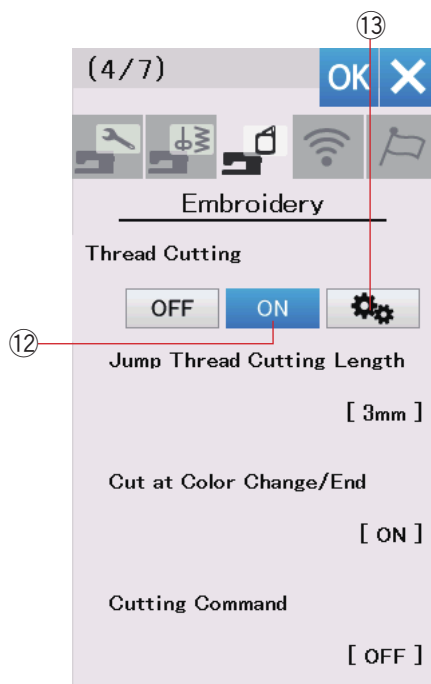 ⑬
(4/7) OK X
Embroidery
Thread Cutting
OFF ON
⑫
Jump Thread Cutting Length
[ 3mm ]
Cut at Color Change/End
[ ON ]
Cutting Command
[ OFF ]